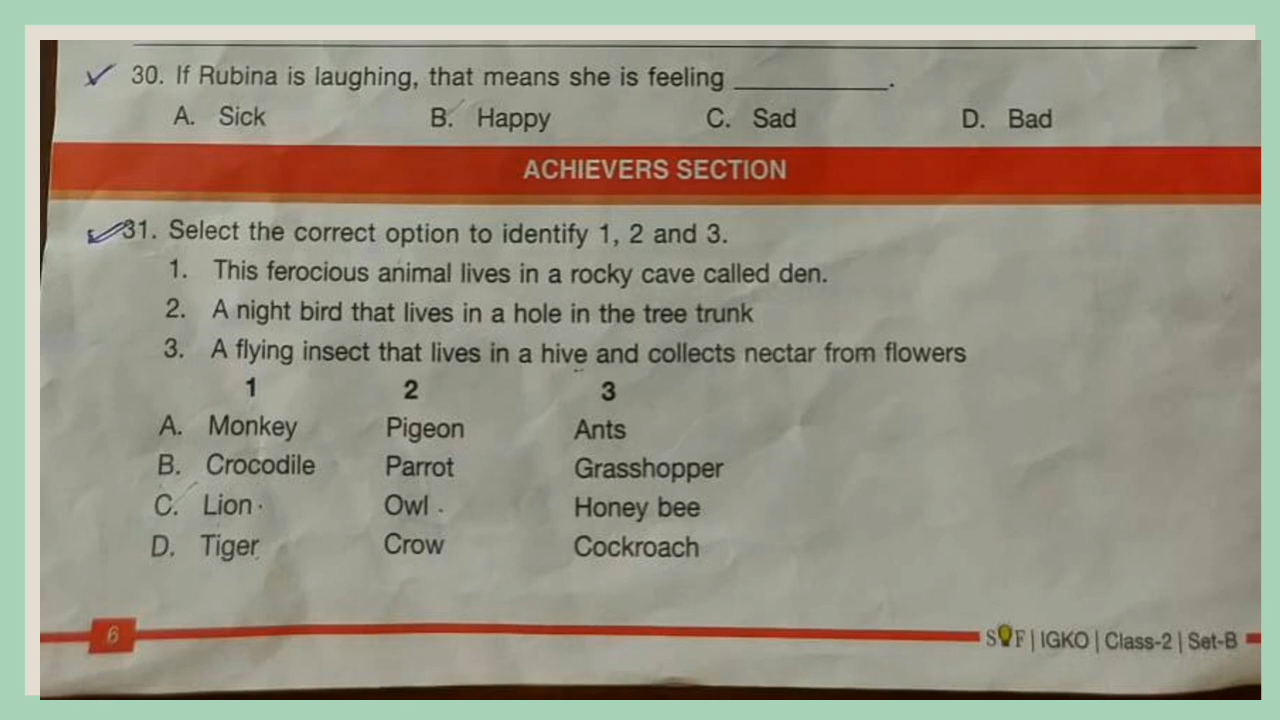 30. If Rubina is laughing, that means she is feeling ___________.
A. Sick B. Happy C. Sad D. Bad
ACHIEVERS SECTION
31. Select the correct option to identify 1, 2 and 3.
1. This ferocious animal lives in a rocky cave called den.
2. A night bird that lives in a hole in the tree trunk
3. A flying insect that lives in a hive and collects nectar from flowers
1 2 3
A. Monkey Pigeon Ants
B. Crocodile Parrot Grasshopper
C. Lion Owl Honey bee
D. Tiger Crow Cockroach
6 SOF | IGKO | Class-2 | Set-B